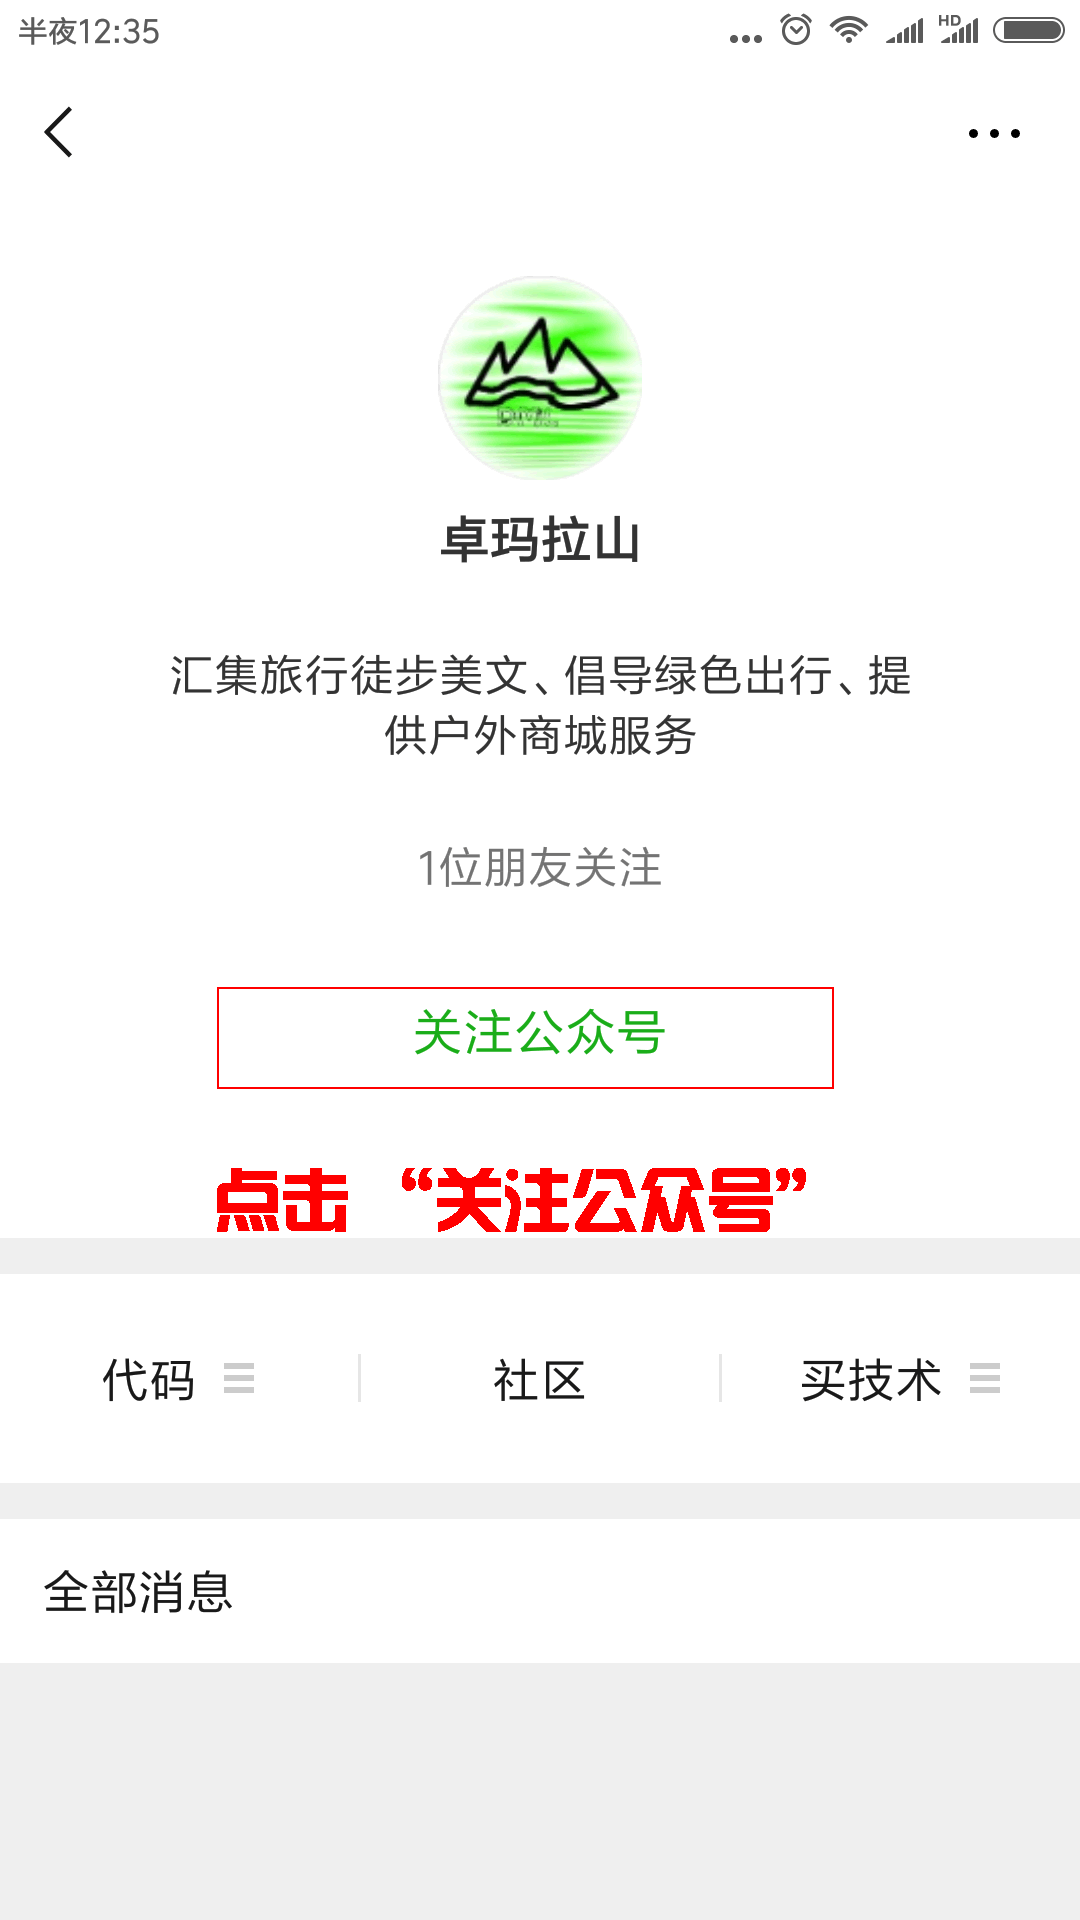 半夜12:35
HD
卓玛拉山
汇集旅行徒步美文、倡导绿色出行、提
供户外商城服务
1位朋友关注
关注公众号
点击 “关注公众号”
代码
社区
买技术
全部消息